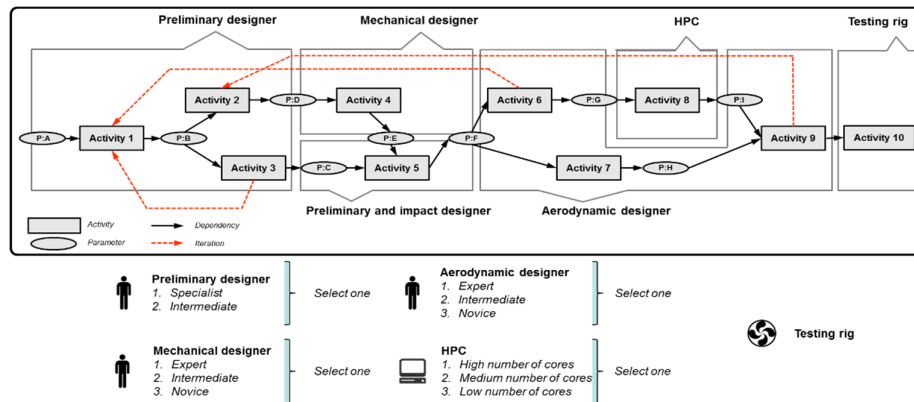 Preliminary designer
Mechanical designer
HPC
Testing rig
P:A
Activity 1
P:B
Activity 2
P:D
Activity 4
Activity 3
P:C
P:E
Activity 5
P:F
Activity 6
P:G
Activity 8
P:I
Activity 7
P:H
Activity 9
Activity 10
Preliminary and impact designer
Aerodynamic designer
Activity
Dependency
Parameter
Iteration
Preliminary designer
1. Specialist
2. Intermediate
Select one
Aerodynamic designer
1. Expert
2. Intermediate
3. Novice
Select one
Mechanical designer
1. Expert
2. Intermediate
3. Novice
Select one
HPC
1. High number of cores
2. Medium number of cores
3. Low number of cores
Select one
Testing rig